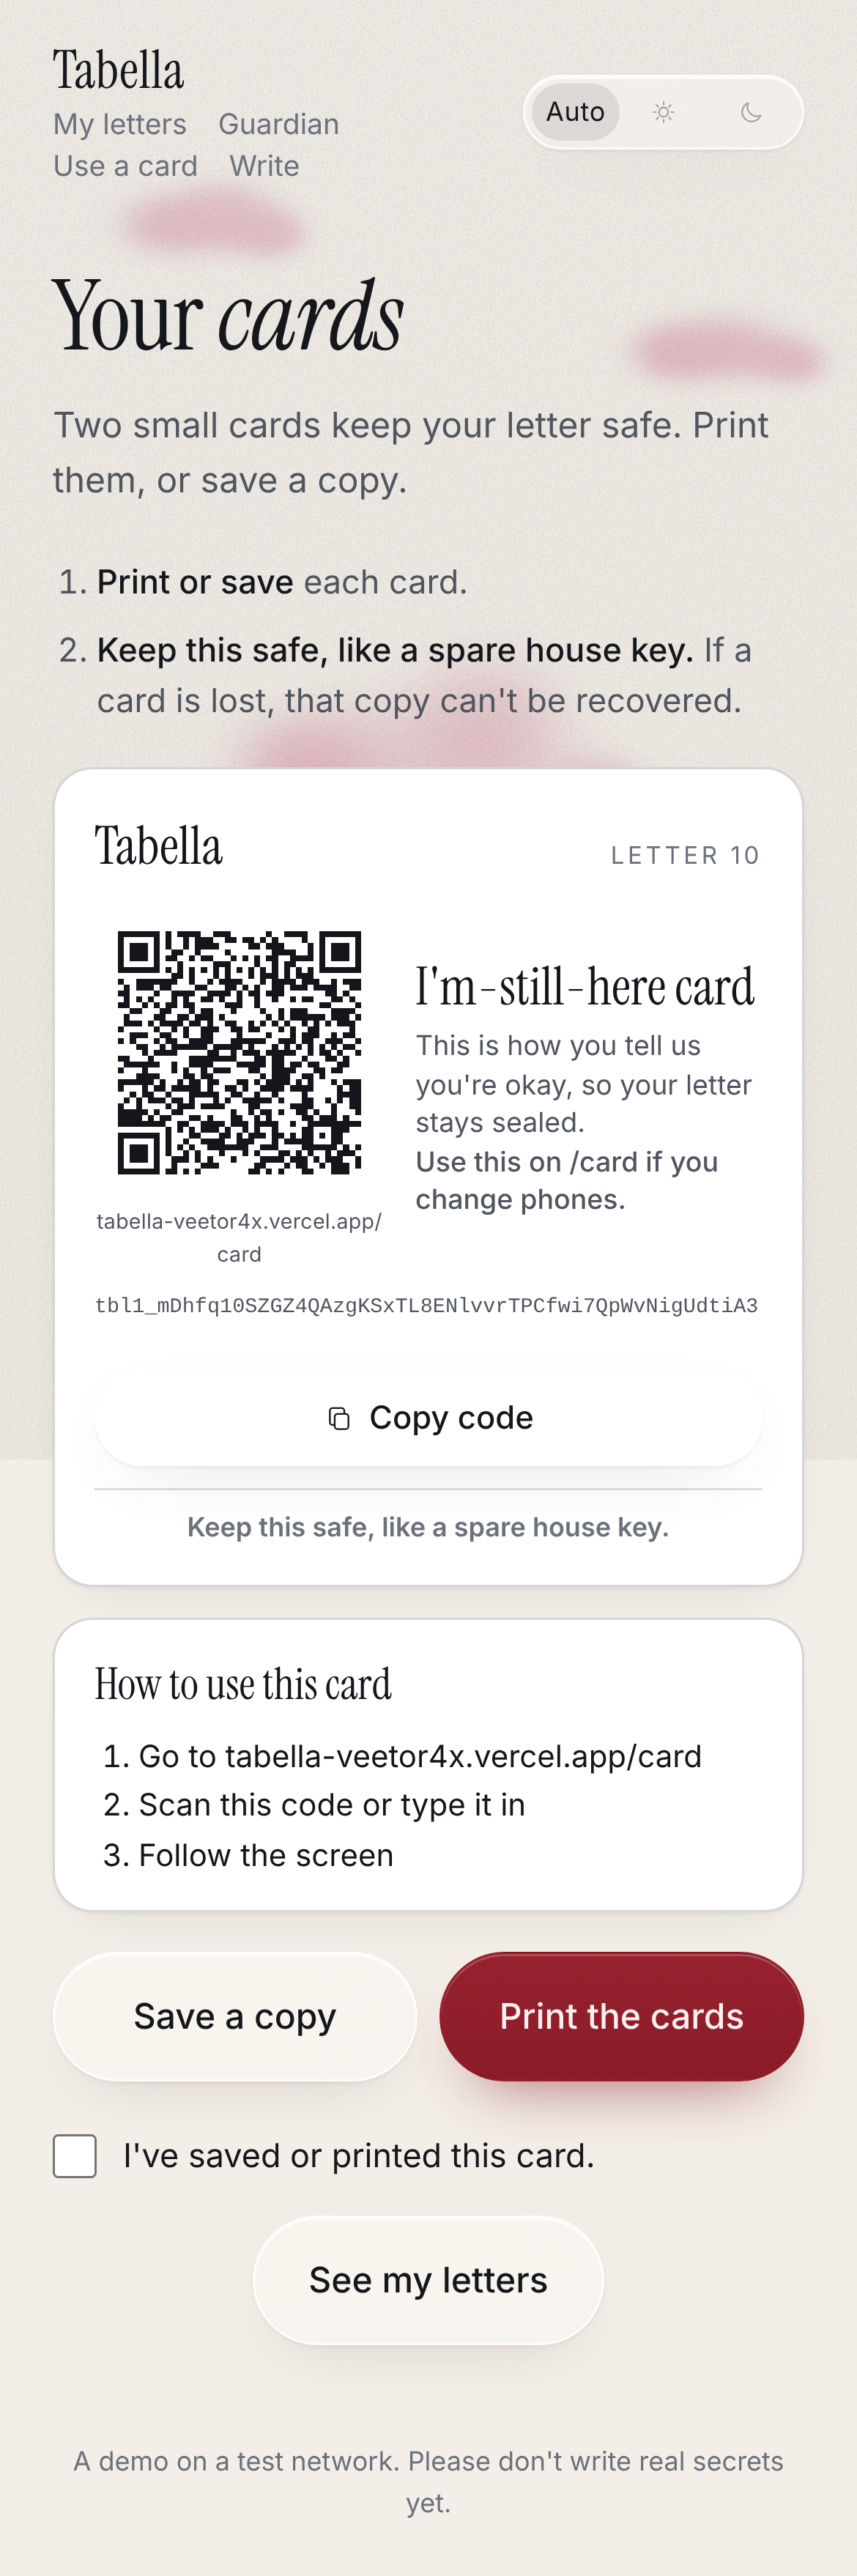 Tabella
My letters Guardian
Use a card Write
Auto
Your cards
Two small cards keep your letter safe. Print
them, or save a copy.
1. Print or save each card.
2. Keep this safe, like a spare house key. If a
card is lost, that copy can't be recovered.
Tabella
LETTER 10
I'm-still-here card
This is how you tell us
you're okay, so your letter
stays sealed.
Use this on /card if you
change phones.
tabella-veetor4x.vercel.app/
card
tbl1_mDhfq10SZGZ4QAzgKSxTL8ENlvvrTPCfwi7QpWvNigUdtiA3
Copy code
Keep this safe, like a spare house key.
How to use this card
1. Go to tabella-veetor4x.vercel.app/card
2. Scan this code or type it in
3. Follow the screen
Save a copy
Print the cards
I've saved or printed this card.
See my letters
A demo on a test network. Please don't write real secrets
yet.